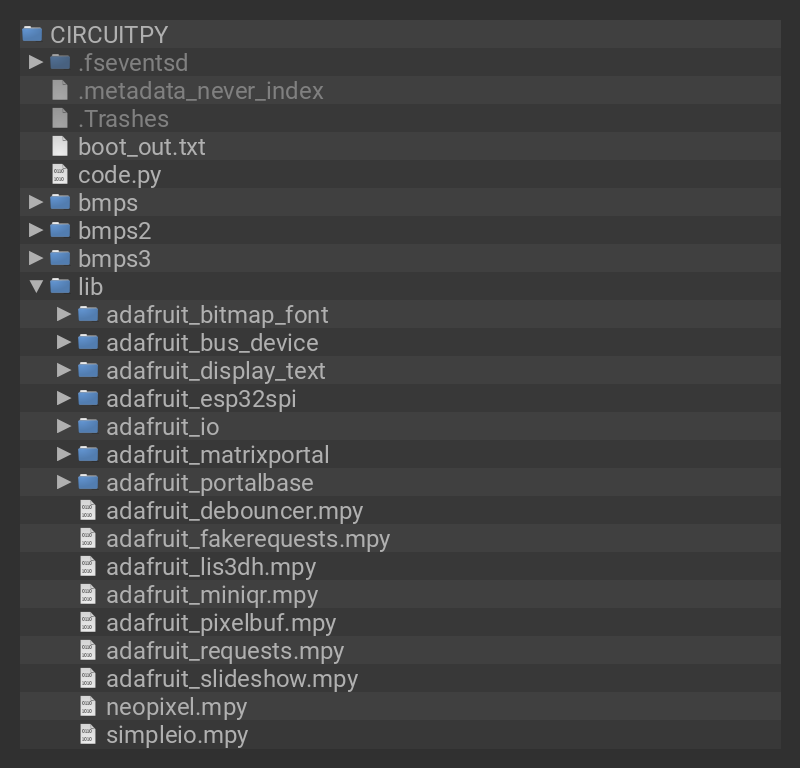 CIRCUITPY
.fseventsd
.metadata_never_index
.Trashes
boot_out.txt
code.py
bmps
bmps2
bmps3
lib
adafruit_bitmap_font
adafruit_bus_device
adafruit_display_text
adafruit_esp32spi
adafruit_io
adafruit_matrixportal
adafruit_portalbase
adafruit_debouncer.mpy
adafruit_fakerequests.mpy
adafruit_lis3dh.mpy
adafruit_miniqr.mpy
adafruit_pixelbuf.mpy
adafruit_requests.mpy
adafruit_slideshow.mpy
neopixel.mpy
simpleio.mpy